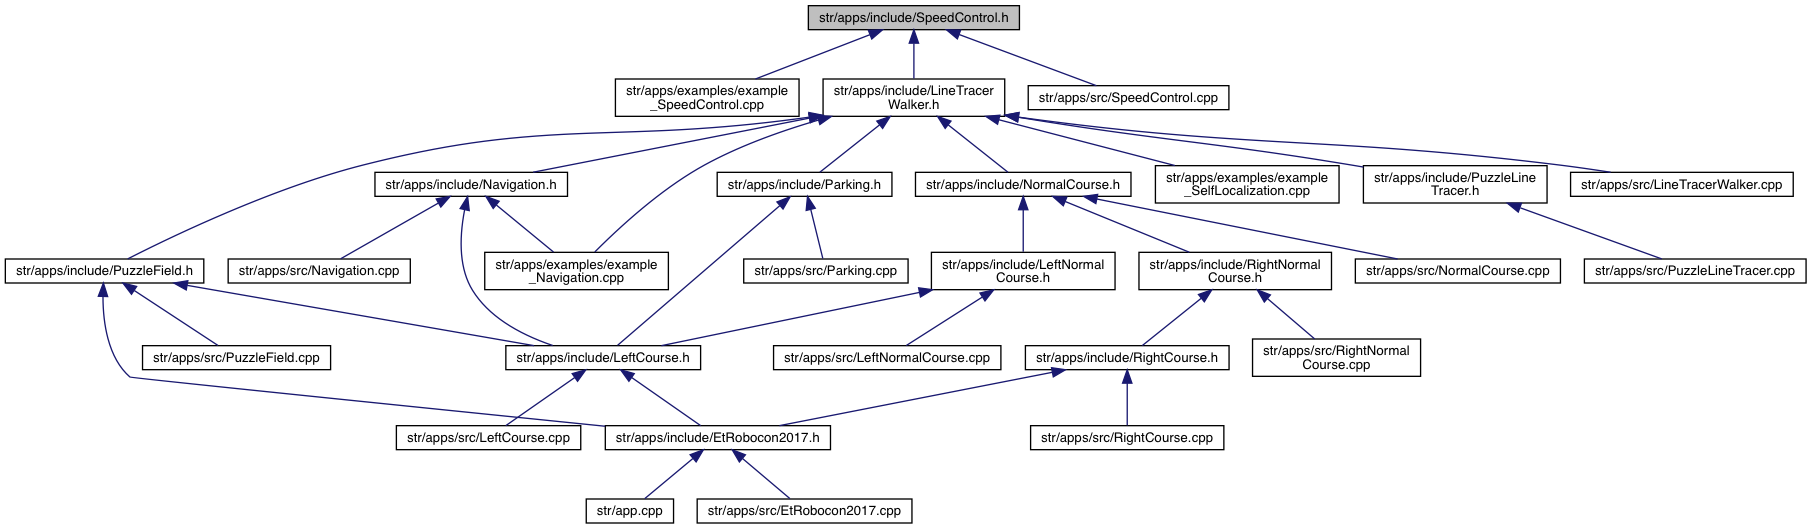 str/apps/include/SpeedControl.h
str/apps/examples/example
_SpeedControl.cpp
str/apps/include/LineTracer
Walker.h
str/apps/src/SpeedControl.cpp
str/apps/include/Navigation.h
str/apps/include/Parking.h
str/apps/include/NormalCourse.h
str/apps/examples/example
_SelfLocalization.cpp
str/apps/include/PuzzleLine
Tracer.h
str/apps/src/LineTracerWalker.cpp
str/apps/include/PuzzleField.h
str/apps/src/Navigation.cpp
str/apps/examples/example
_Navigation.cpp
str/apps/src/Parking.cpp
str/apps/include/LeftNormal
Course.h
str/apps/include/RightNormal
Course.h
str/apps/src/NormalCourse.cpp
str/apps/src/PuzzleLineTracer.cpp
str/apps/src/PuzzleField.cpp
str/apps/include/LeftCourse.h
str/apps/src/LeftNormalCourse.cpp
str/apps/include/RightCourse.h
str/apps/src/RightNormal
Course.cpp
str/apps/src/LeftCourse.cpp
str/apps/include/EtRobocon2017.h
str/apps/src/RightCourse.cpp
str/app.cpp
str/apps/src/EtRobocon2017.cpp